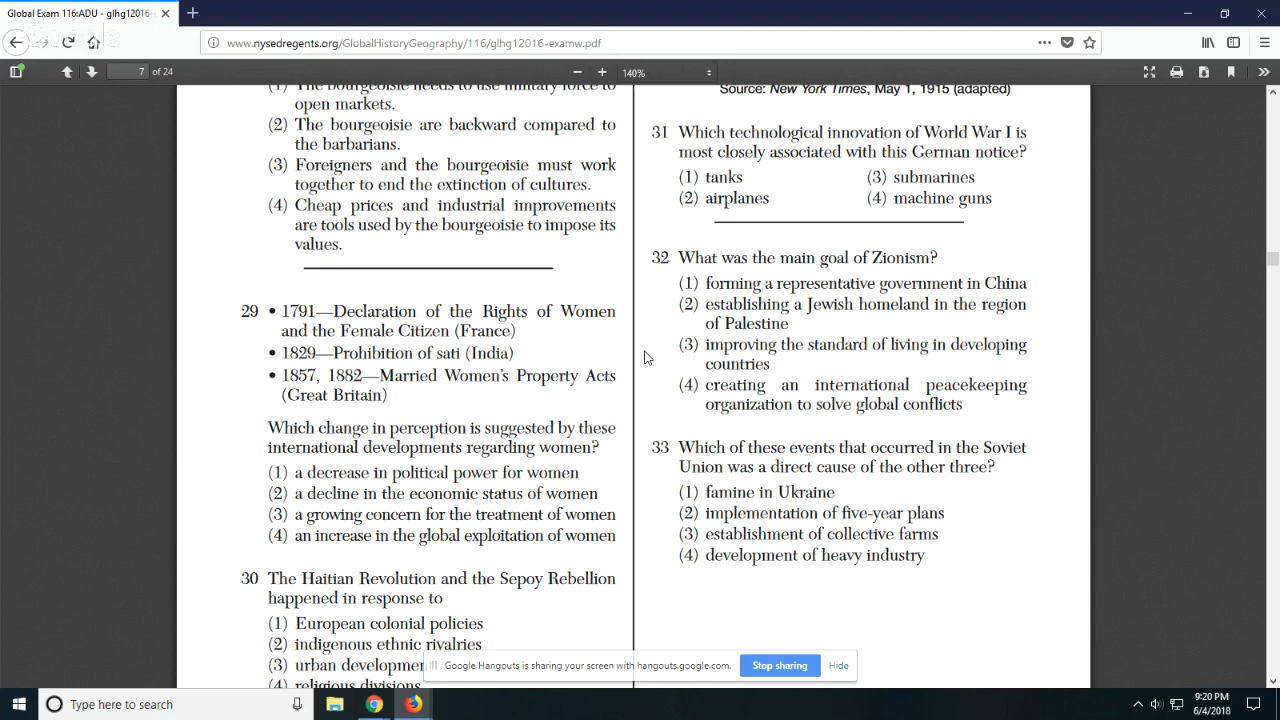 Global Exam 116:ADU - glhg12016-
www.nysedregents.org/GlobalHistoryGeography/116/glhg12016-examw.pdf
7 of 24
140%
(1) The bourgeoisie needs to use military force to
open markets.
(2) The bourgeoisie are backward compared to
the barbarians.
(3) Foreigners and the bourgeoisie must work
together to end the extinction of cultures.
(4) Cheap prices and industrial improvements
are tools used by the bourgeoisie to impose its
values.
29 • 1791—Declaration of the Rights of Women
and the Female Citizen (France)
• 1829—Prohibition of sati (India)
• 1857, 1882—Married Women's Property Acts
(Great Britain)
Which change in perception is suggested by these
international developments regarding women?
(1) a decrease in political power for women
(2) a decline in the economic status of women
(3) a growing concern for the treatment of women
(4) an increase in the global exploitation of women
30 The Haitian Revolution and the Sepoy Rebellion
happened in response to
(1) European colonial policies
(2) indigenous ethnic rivalries
(3) urban developmen
(4) religious divisions
Source: New York Times, May 1, 1915 (adapted)
31 Which technological innovation of World War I is
most closely associated with this German notice?
(1) tanks (3) submarines
(2) airplanes (4) machine guns
32 What was the main goal of Zionism?
(1) forming a representative government in China
(2) establishing a Jewish homeland in the region
of Palestine
(3) improving the standard of living in developing
countries
(4) creating an international peacekeeping
organization to solve global conflicts
33 Which of these events that occurred in the Soviet
Union was a direct cause of the other three?
(1) famine in Ukraine
(2) implementation of five-year plans
(3) establishment of collective farms
(4) development of heavy industry
Google Hangouts is sharing your screen with hangouts.google.com. Stop sharing Hide
Type here to search
9:20 PM
6/4/2018